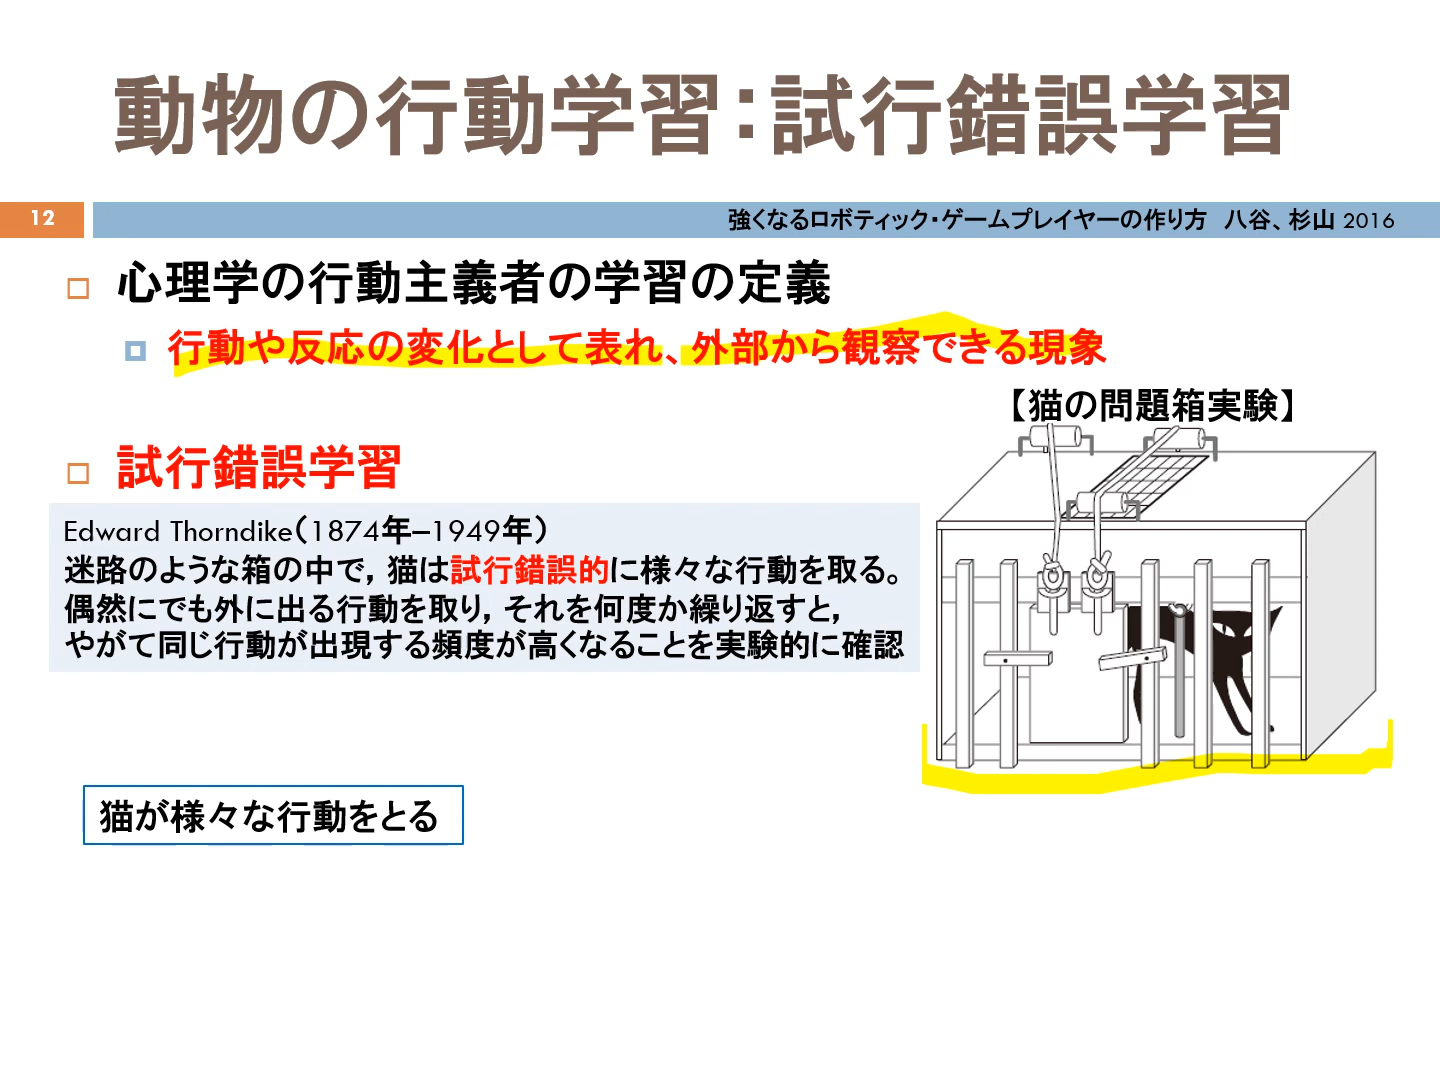 動物の行動学習：試行錯誤学習
12
強くなるロボティック・ゲームプレイヤーの作り方　八谷、杉山 2016
心理学の行動主義者の学習の定義
行動や反応の変化として表れ、外部から観察できる現象
【猫の問題箱実験】
試行錯誤学習
Edward Thorndike（1874年–1949年）
迷路のような箱の中で，猫は試行錯誤的に様々な行動を取る。
偶然にでも外に出る行動を取り，それを何度か繰り返すと，
やがて同じ行動が出現する頻度が高くなることを実験的に確認
猫が様々な行動をとる